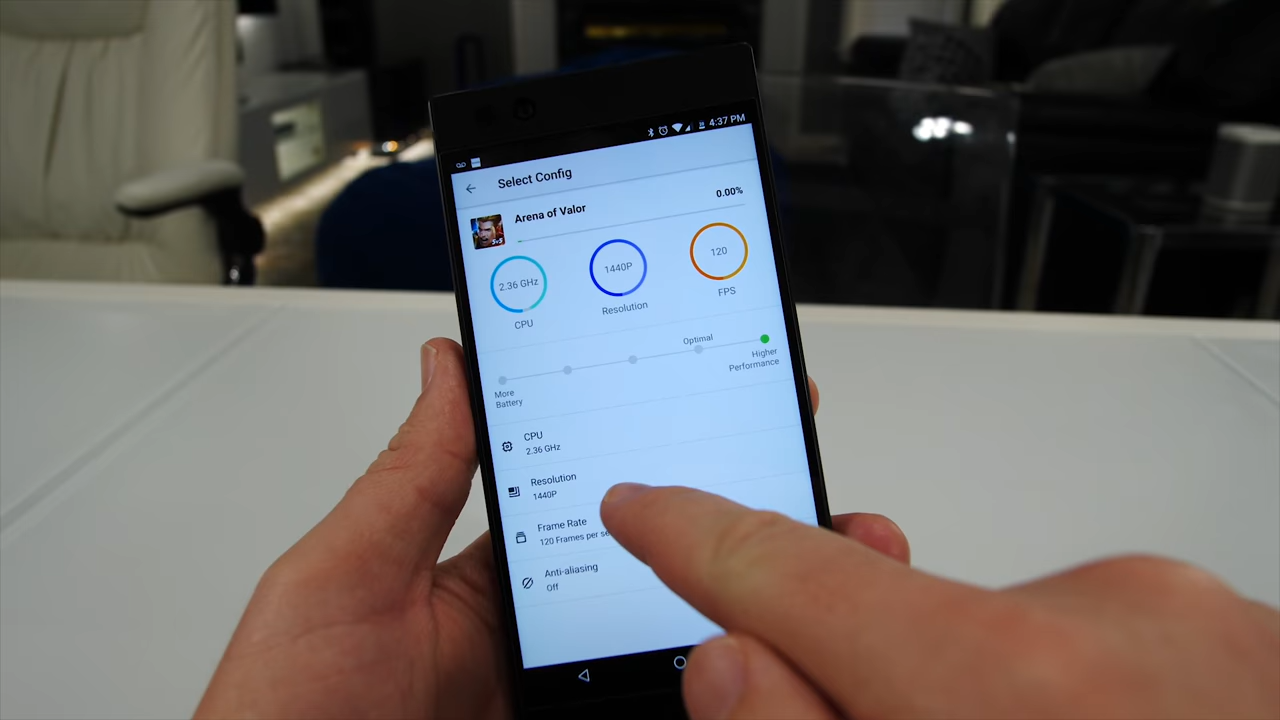 4:37 PM
Select Config
Arena of Valor
0.00%
5v5
2.36 GHz
1440P
120
CPU
Resolution
FPS
Optimal
More
Battery
Higher
Performance
CPU
2.36 GHz
Resolution
1440P
Frame Rate
120 Frames per se
Anti-aliasing
Off